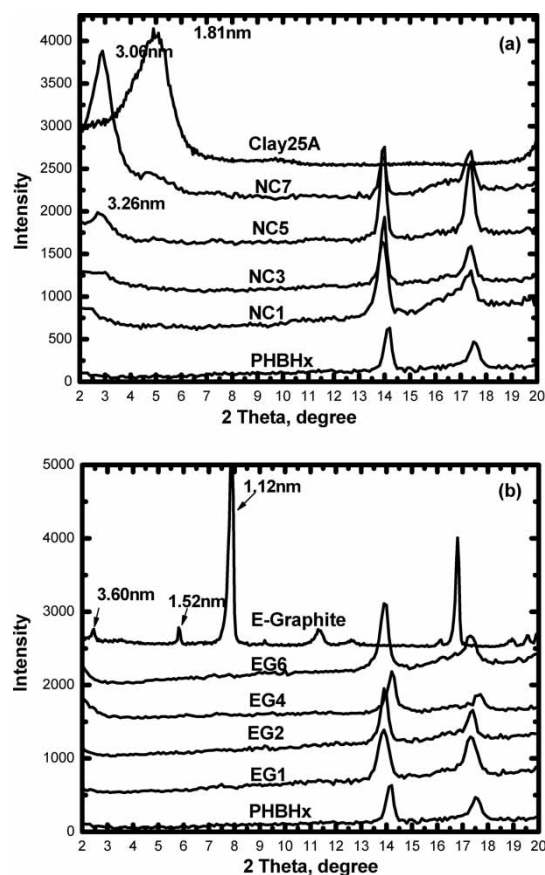 (a)
1.81nm
3.06nm
Clay25A
NC7
NC5
3.26nm
NC3
NC1
PHBHx
Intensity
4000
3500
3000
2500
2000
1500
1000
500
0
2 3 4 5 6 7 8 9 10 11 12 13 14 15 16 17 18 19 20
2 Theta, degree
(b)
1.12nm
3.60nm
1.52nm
E-Graphite
EG6
EG4
EG2
EG1
PHBHx
Intensity
5000
4000
3000
2000
1000
0
2 3 4 5 6 7 8 9 10 11 12 13 14 15 16 17 18 19 20
2 Theta, degree